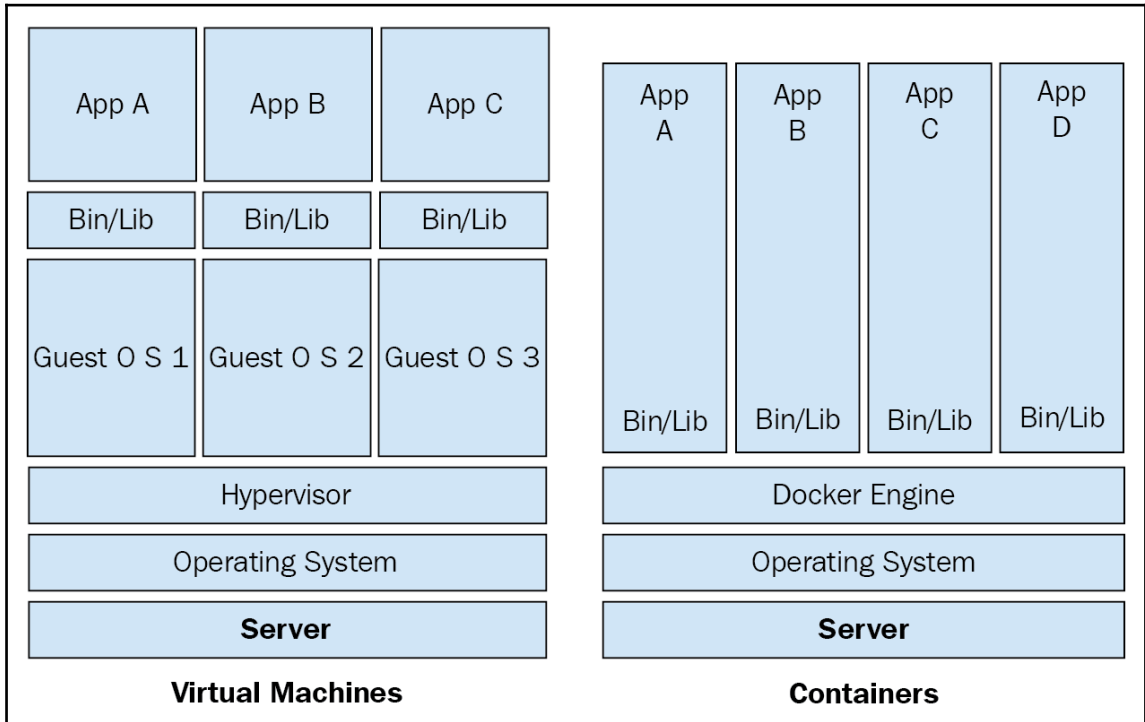 App A
App B
App C
Bin/Lib
Bin/Lib
Bin/Lib
Guest O S 1
Guest O S 2
Guest O S 3
Hypervisor
Operating System
Server
Virtual Machines
App
A
Bin/Lib
App
B
Bin/Lib
App
C
Bin/Lib
App
D
Bin/Lib
Docker Engine
Operating System
Server
Containers